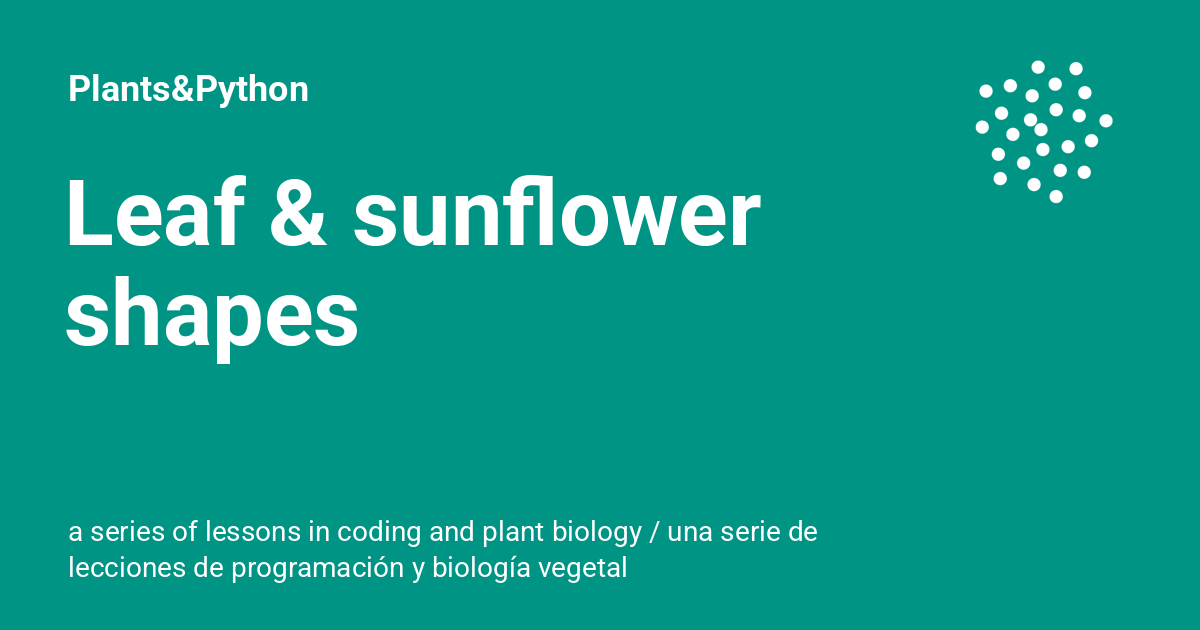 Plants&Python
Leaf & sunflower
shapes
a series of lessons in coding and plant biology / una serie de
lecciones de programación y biología vegetal